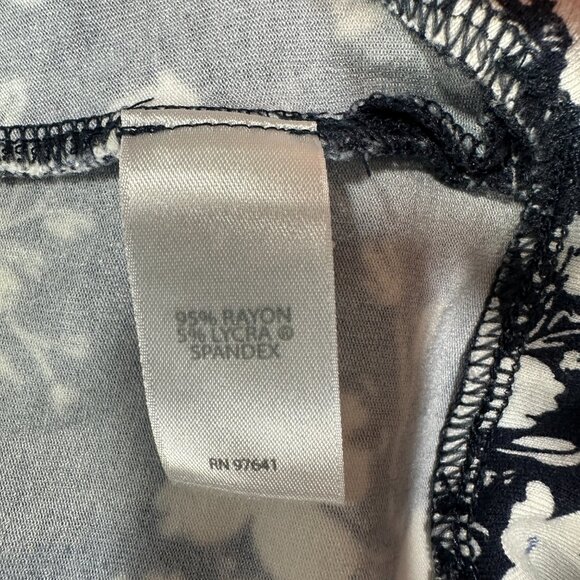 95% RAYON
5% LYCRA ®
SPANDEX
RN 97641